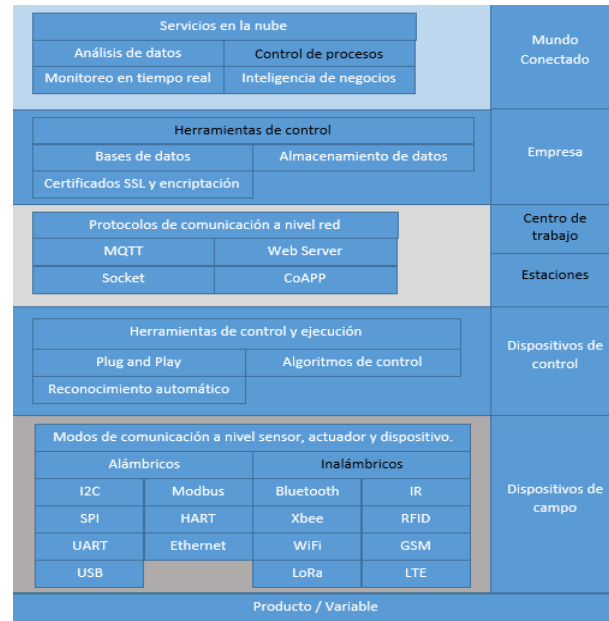 Servicios en la nube
Análisis de datos
Control de procesos
Monitoreo en tiempo real
Inteligencia de negocios
Mundo
Conectado
Herramientas de control
Bases de datos
Almacenamiento de datos
Certificados SSL y encriptación
Empresa
Protocolos de comunicación a nivel red
MQTT
Web Server
Socket
CoAPP
Centro de
trabajo
Estaciones
Herramientas de control y ejecución
Plug and Play
Algoritmos de control
Reconocimiento automático
Dispositivos de
control
Modos de comunicación a nivel sensor, actuador y dispositivo.
Alámbricos
Inalámbricos
I2C
Modbus
Bluetooth
IR
SPI
HART
Xbee
RFID
UART
Ethernet
WiFi
GSM
USB
LoRa
LTE
Dispositivos de
campo
Producto / Variable